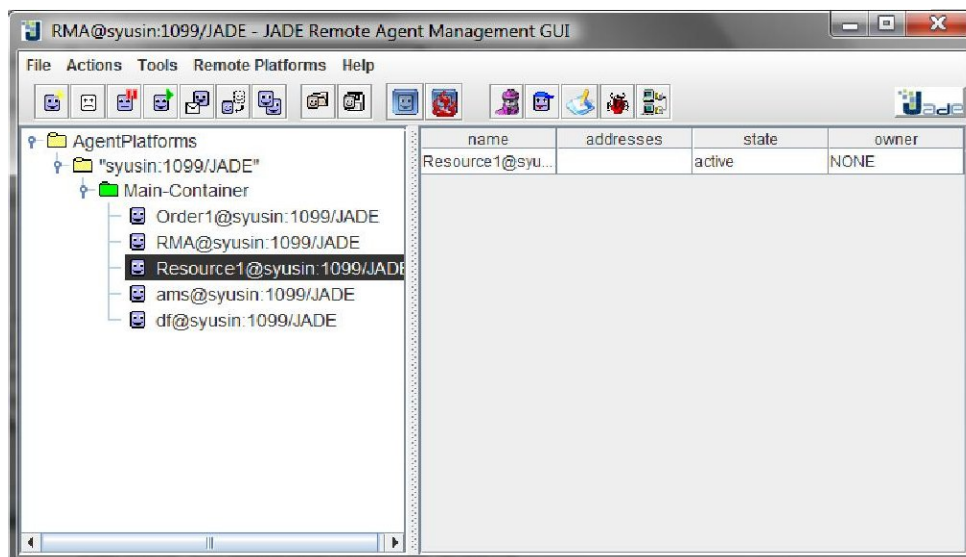 RMA@syusin:1099/JADE - JADE Remote Agent Management GUI
File Actions Tools Remote Platforms Help
Jade
AgentPlatforms
"syusin:1099/JADE"
Main-Container
Order1@syusin:1099/JADE
RMA@syusin:1099/JADE
Resource1@syusin:1099/JADE
ams@syusin:1099/JADE
df@syusin:1099/JADE
name addresses state owner
Resource1@syu... active NONE